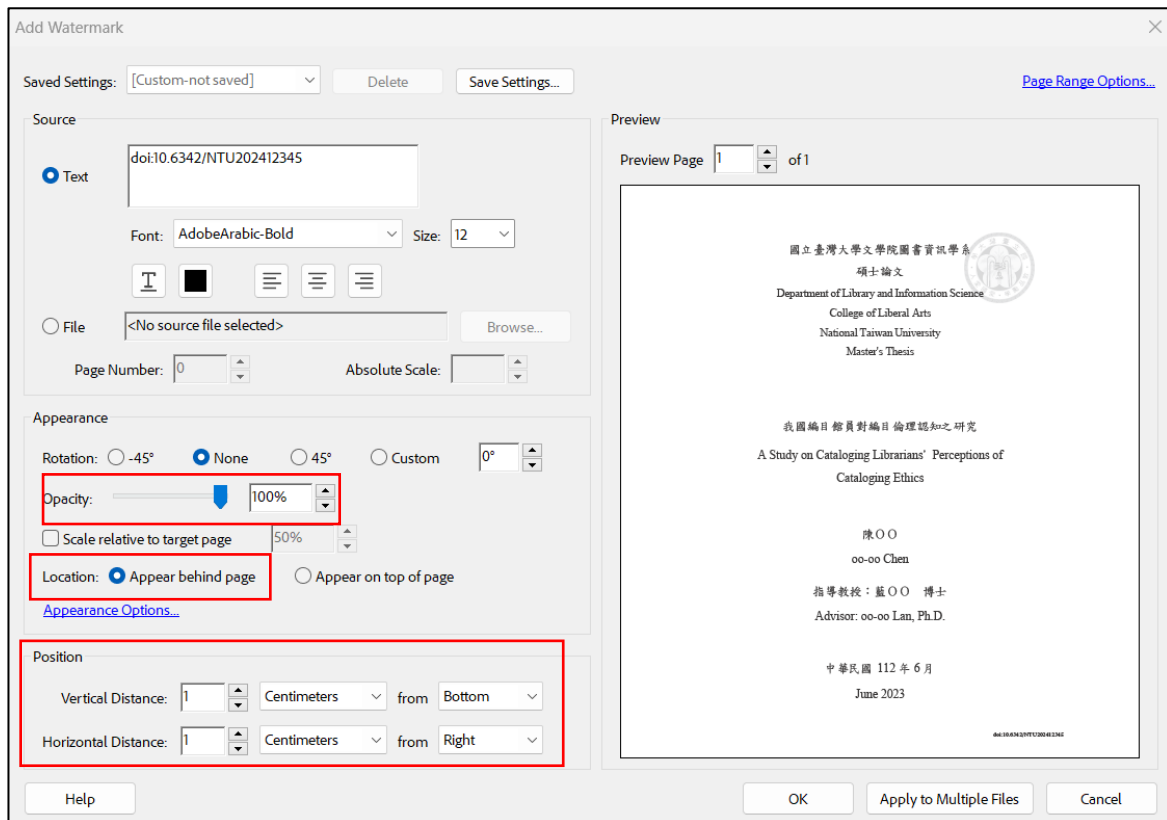 Add Watermark
Saved Settings: [Custom-not saved] Delete Save Settings... Page Range Options...
Source
Text
doi:10.6342/NTU202412345
Font: AdobeArabic-Bold Size: 12
T
File <No source file selected> Browse...
Page Number: 0 Absolute Scale:
Appearance
Rotation: -45° None 45° Custom 0°
Opacity: 100%
Scale relative to target page 50%
Location: Appear behind page Appear on top of page
Appearance Options...
Position
Vertical Distance: 1 Centimeters from Bottom
Horizontal Distance: 1 Centimeters from Right
Help
Preview
Preview Page 1 of 1
國立臺灣大學文學院圖書資訊學系
碩士論文
Department of Library and Information Science
College of Liberal Arts
National Taiwan University
Master's Thesis
我國編目館員對編目倫理認知之研究
A Study on Cataloging Librarians' Perceptions of
Cataloging Ethics
陳OO
oo-oo Chen
指導教授：藍OO 博士
Advisor: oo-oo Lan, Ph.D.
中華民國 112 年 6 月
June 2023
doi:10.6342/NTU202412345
OK Apply to Multiple Files Cancel